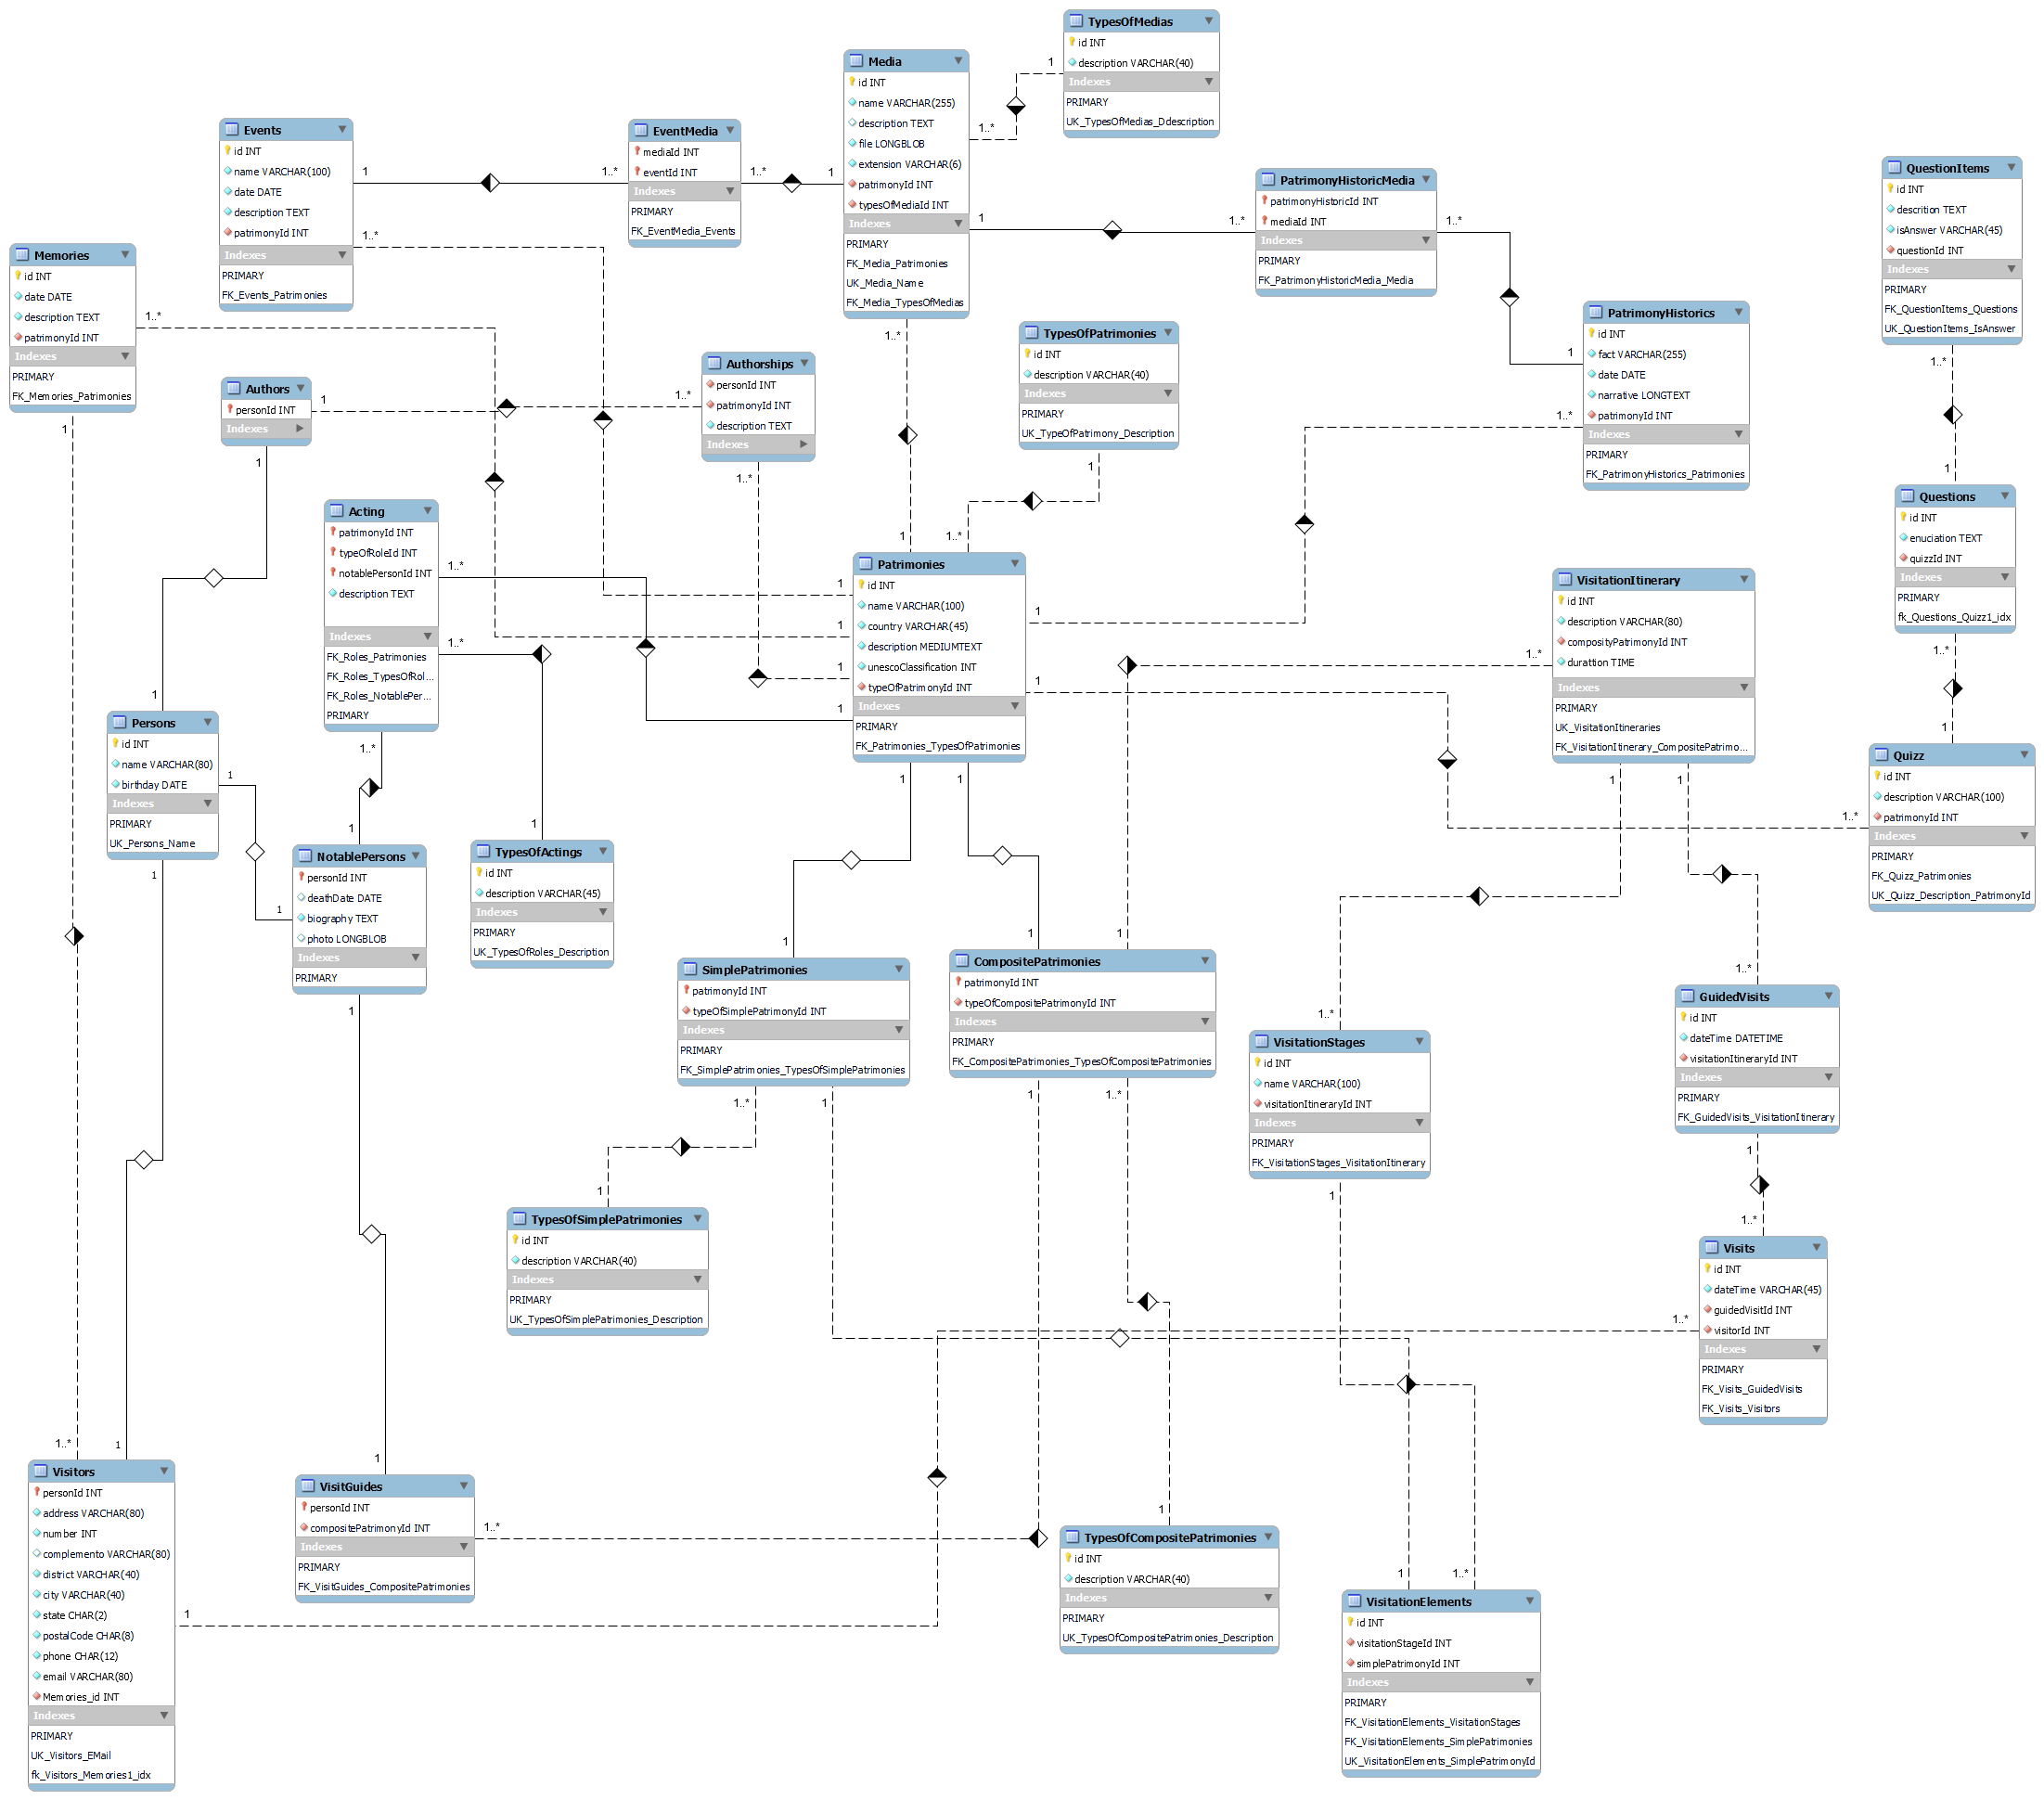 TypesOfMedias
id INT
description VARCHAR(40)
Indexes
PRIMARY
UK_TypesOfMedias_Ddescription
1
1..*
Media
id INT
name VARCHAR(255)
description TEXT
file LONGBLOB
extension VARCHAR(6)
patrimonyId INT
typesOfMediaId INT
Indexes
PRIMARY
FK_Media_Patrimonies
UK_Media_Name
FK_Media_TypesOfMedias
1
1
1..*
Events
id INT
name VARCHAR(100)
date DATE
description TEXT
patrimonyId INT
Indexes
PRIMARY
FK_Events_Patrimonies
1
1..*
EventMedia
mediaId INT
eventId INT
Indexes
PRIMARY
FK_EventMedia_Events
1..*
1..*
PatrimonyHistoricMedia
patrimonyHistoricId INT
mediaId INT
Indexes
PRIMARY
FK_PatrimonyHistoricMedia_Media
1..*
1..*
QuestionItems
id INT
descrition TEXT
isAnswer VARCHAR(45)
questionId INT
Indexes
PRIMARY
FK_QuestionItems_Questions
UK_QuestionItems_IsAnswer
1..*
1
Memories
id INT
date DATE
description TEXT
patrimonyId INT
Indexes
PRIMARY
FK_Memories_Patrimonies
1..*
1
PatrimonyHistorics
id INT
fact VARCHAR(255)
date DATE
narrative LONGTEXT
patrimonyId INT
Indexes
PRIMARY
FK_PatrimonyHistorics_Patrimonies
1
1..*
TypesOfPatrimonies
id INT
description VARCHAR(40)
Indexes
PRIMARY
UK_TypeOfPatrimony_Description
1
1..*
Authorships
personId INT
patrimonyId INT
description TEXT
Indexes
1..*
1..*
Authors
personId INT
Indexes
1
1
1
Acting
patrimonyId INT
typeOfRoleId INT
notablePersonId INT
description TEXT
Indexes
FK_Roles_Patrimonies
FK_Roles_TypesOfRol...
FK_Roles_NotablePer...
PRIMARY
1..*
1..*
1..*
Questions
id INT
enuciation TEXT
quizzId INT
Indexes
PRIMARY
fk_Questions_Quizz1_idx
1..*
1
Patrimonies
id INT
name VARCHAR(100)
country VARCHAR(45)
description MEDIUMTEXT
unescoClassification INT
typeOfPatrimonyId INT
Indexes
PRIMARY
FK_Patrimonies_TypesOfPatrimonies
1
1
1
1
1
1
1
1
1
VisitationItinerary
id INT
description VARCHAR(80)
composityPatrimonyId INT
durattion TIME
Indexes
PRIMARY
UK_VisitationItineraries
FK_VisitationItinerary_CompositePatrimo...
1..*
1
1
Persons
id INT
name VARCHAR(80)
birthday DATE
Indexes
PRIMARY
UK_Persons_Name
1
1
Quizz
id INT
description VARCHAR(100)
patrimonyId INT
Indexes
PRIMARY
FK_Quizz_Patrimonies
UK_Quizz_Description_PatrimonyId
1..*
NotablePersons
personId INT
deathDate DATE
biography TEXT
photo LONGBLOB
Indexes
PRIMARY
1
1
1
TypesOfActings
id INT
description VARCHAR(45)
Indexes
PRIMARY
UK_TypesOfRoles_Description
1
SimplePatrimonies
patrimonyId INT
typeOfSimplePatrimonyId INT
Indexes
PRIMARY
FK_SimplePatrimonies_TypesOfSimplePatrimonies
1
1..*
1
CompositePatrimonies
patrimonyId INT
typeOfCompositePatrimonyId INT
Indexes
PRIMARY
FK_CompositePatrimonies_TypesOfCompositePatrimonies
1
1
1
1..*
VisitationStages
id INT
name VARCHAR(100)
visitationItineraryId INT
Indexes
PRIMARY
FK_VisitationStages_VisitationItinerary
1..*
1
GuidedVisits
id INT
dateTime DATETIME
visitationItineraryId INT
Indexes
PRIMARY
FK_GuidedVisits_VisitationItinerary
1..*
1
TypesOfSimplePatrimonies
id INT
description VARCHAR(40)
Indexes
PRIMARY
UK_TypesOfSimplePatrimonies_Description
1
Visits
id INT
dateTime VARCHAR(45)
guidedVisitId INT
visitorId INT
Indexes
PRIMARY
FK_Visits_GuidedVisits
FK_Visits_Visitors
1..*
1..*
Visitors
personId INT
address VARCHAR(80)
number INT
complemento VARCHAR(80)
district VARCHAR(40)
city VARCHAR(40)
state CHAR(2)
postalCode CHAR(8)
phone CHAR(12)
email VARCHAR(80)
Memories_id INT
Indexes
PRIMARY
UK_Visitors_EMail
fk_Visitors_Memories1_idx
1..*
1
1
VisitGuides
personId INT
compositePatrimonyId INT
Indexes
PRIMARY
FK_VisitGuides_CompositePatrimonies
1
1..*
TypesOfCompositePatrimonies
id INT
description VARCHAR(40)
Indexes
PRIMARY
UK_TypesOfCompositePatrimonies_Description
1
VisitationElements
id INT
visitationStageId INT
simplePatrimonyId INT
Indexes
PRIMARY
FK_VisitationElements_VisitationStages
FK_VisitationElements_SimplePatrimonies
UK_VisitationElements_SimplePatrimonyId
1
1..*